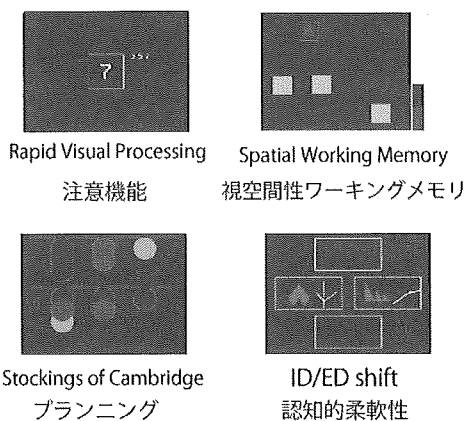 7
357
Rapid Visual Processing
注意機能
Spatial Working Memory
視空間性ワーキングメモリ
Stockings of Cambridge
プランニング
ID/ED shift
認知的柔軟性